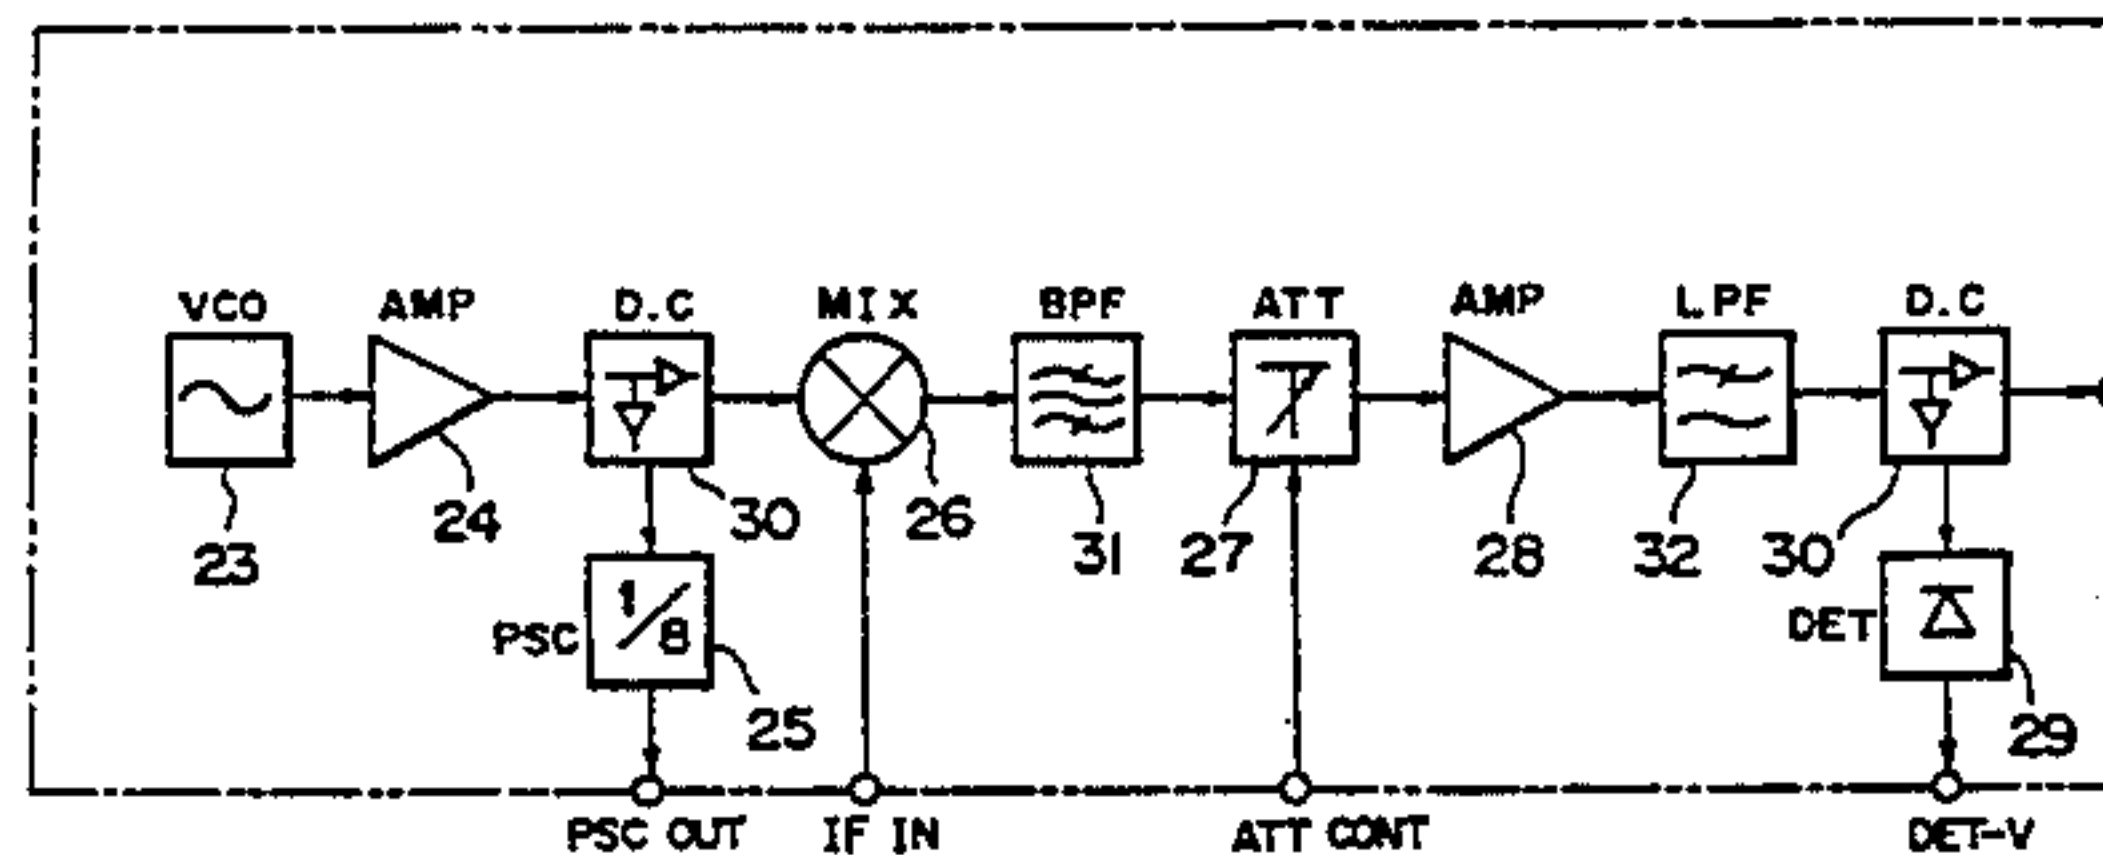 VCO AMP D.C MIX BPF ATT AMP LPF D.C
24 30 26 27 28 32 30
23 31
PSC 1/8 DET
25 29
PSC OUT IF IN ATT CONT DET-V